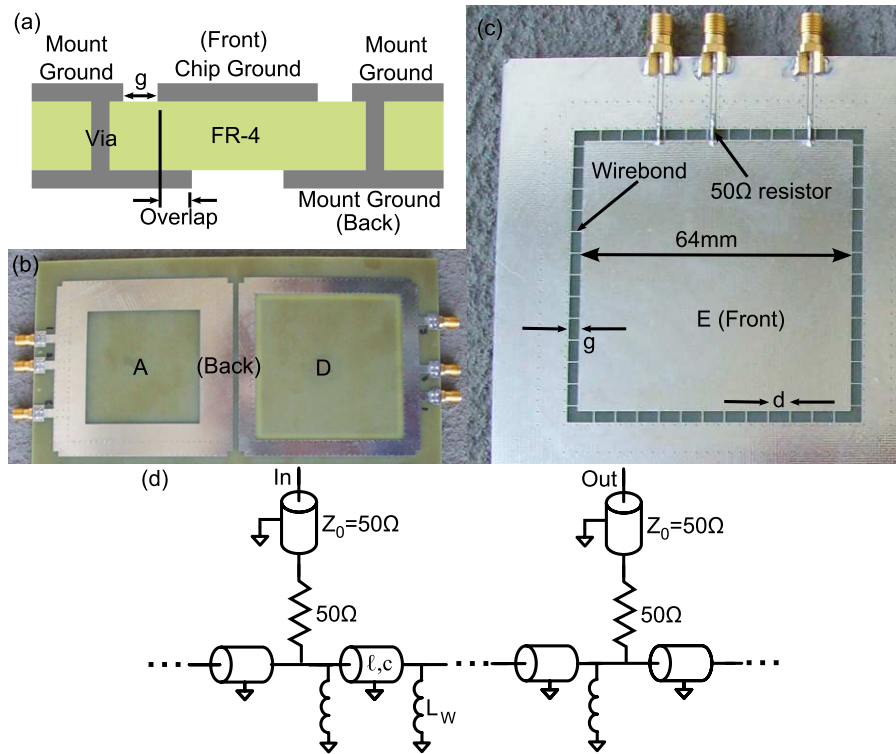 (a)
Mount Ground
g
(Front)
Chip Ground
Mount Ground
Via
FR-4
Overlap
Mount Ground
(Back)
(b)
A
(Back)
D
(c)
Wirebond
50Ω resistor
64mm
E (Front)
g
d
(d)
In
Z0=50Ω
50Ω
ℓ,c
LW
Out
Z0=50Ω
50Ω